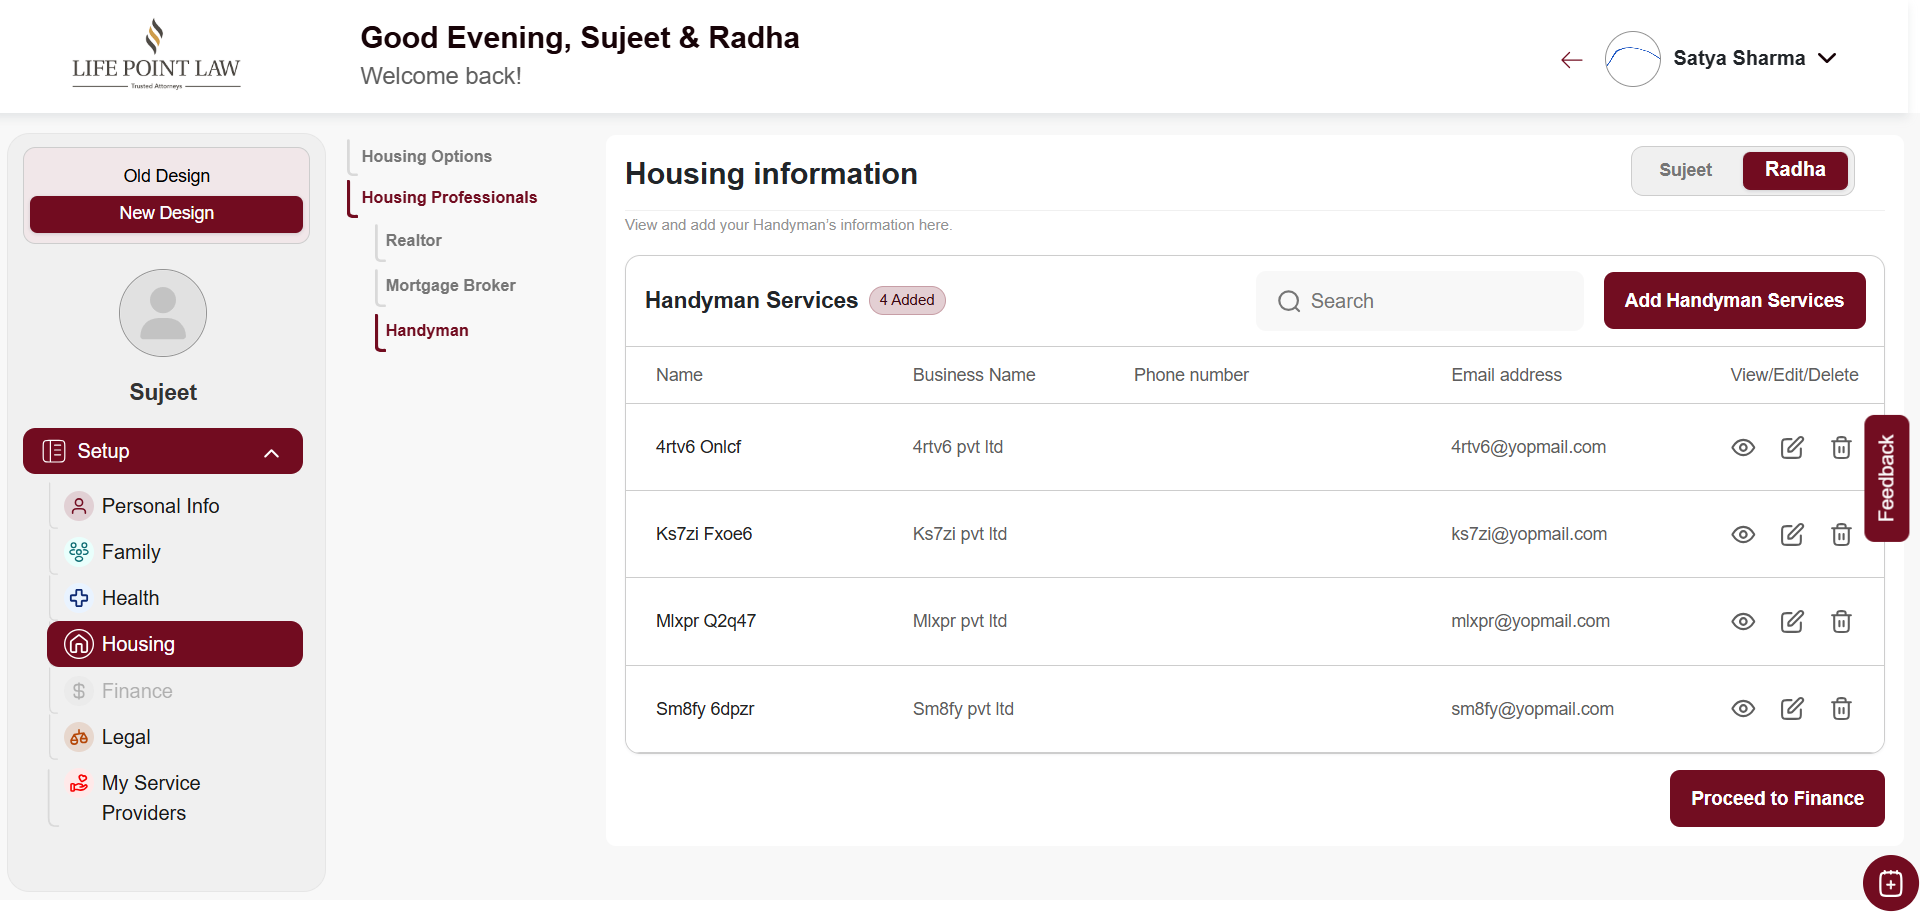 LIFE POINT LAW
Trusted Attorneys
Good Evening, Sujeet & Radha
Welcome back!
Satya Sharma
Old Design
New Design
Sujeet
Setup
Personal Info
Family
Health
Housing
Finance
Legal
My Service
Providers
Housing Options
Housing Professionals
Realtor
Mortgage Broker
Handyman
Housing information
Sujeet Radha
View and add your Handyman's information here.
Handyman Services 4 Added Search Add Handyman Services
Name Business Name Phone number Email address View/Edit/Delete
4rtv6 Onlcf 4rtv6 pvt ltd 4rtv6@yopmail.com
Ks7zi Fxoe6 Ks7zi pvt ltd ks7zi@yopmail.com
Mlxpr Q2q47 Mlxpr pvt ltd mlxpr@yopmail.com
Sm8fy 6dpzr Sm8fy pvt ltd sm8fy@yopmail.com
Proceed to Finance
Feedback